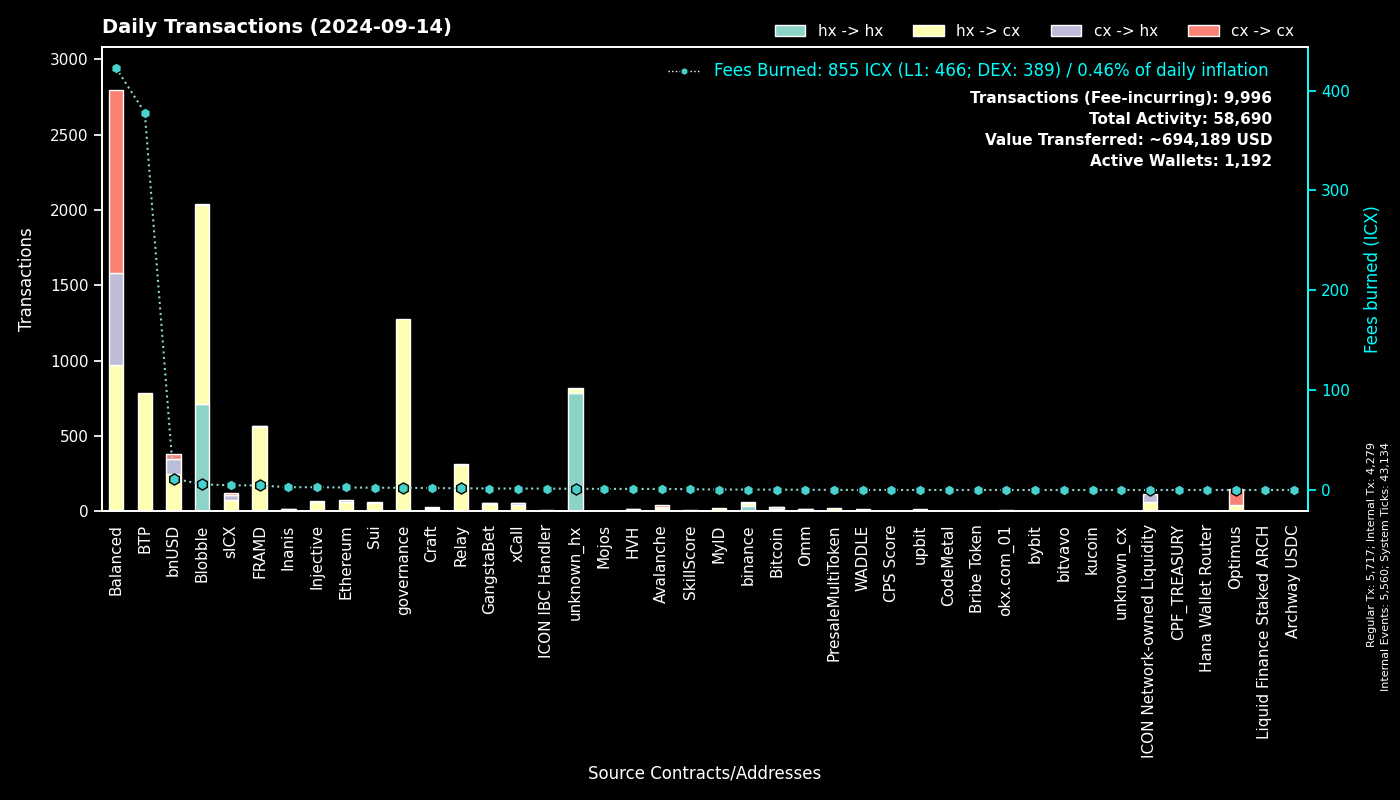 Daily Transactions (2024-09-14)
hx -> hx
hx -> cx
cx -> hx
cx -> cx
Fees Burned: 855 ICX (L1: 466; DEX: 389) / 0.46% of daily inflation
Transactions (Fee-incurring): 9,996
Total Activity: 58,690
Value Transferred: ~694,189 USD
Active Wallets: 1,192
Transactions
3000
2500
2000
1500
1000
500
0
400
300
200
100
0
Fees burned (ICX)
Balanced
BTP
bnUSD
Blobble
sICX
FRAMD
Inanis
Injective
Ethereum
Sui
governance
Craft
Relay
GangstaBet
xCall
ICON IBC Handler
unknown_hx
Mojos
HVH
Avalanche
SkillScore
MyID
binance
Bitcoin
Omm
PresaleMultiToken
WADDLE
CPS Score
upbit
CodeMetal
Bribe Token
okx.com_01
bybit
bitvavo
kucoin
unknown_cx
ICON Network-owned Liquidity
CPF_TREASURY
Hana Wallet Router
Optimus
Liquid Finance Staked ARCH
Archway USDC
Source Contracts/Addresses
Regular Tx: 5,717; Internal Tx: 4,279
Internal Events: 5,560; System Ticks: 43,134